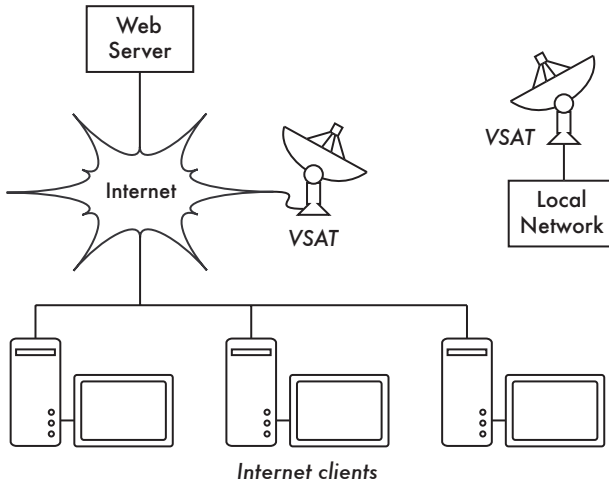 Web
Server
VSAT
Internet
Local
Network
VSAT
Internet clients